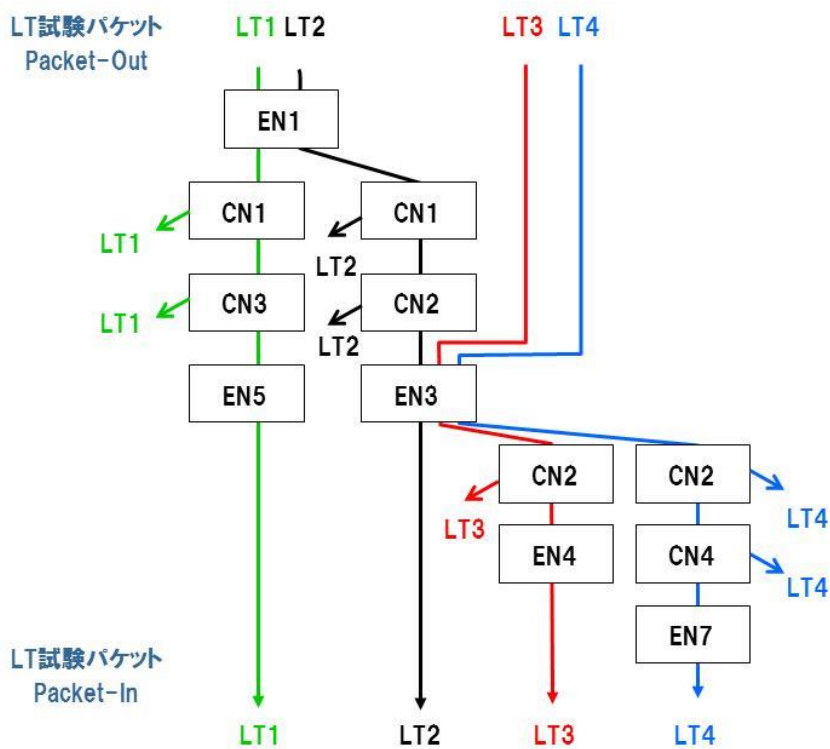 LT試験パケット
Packet-Out
LT1 LT2
LT3 LT4
EN1
CN1
CN1
LT1
LT2
CN3
CN2
LT1
LT2
EN5
EN3
CN2
CN2
LT3
LT4
EN4
CN4
LT4
EN7
LT試験パケット
Packet-In
LT1
LT2
LT3
LT4